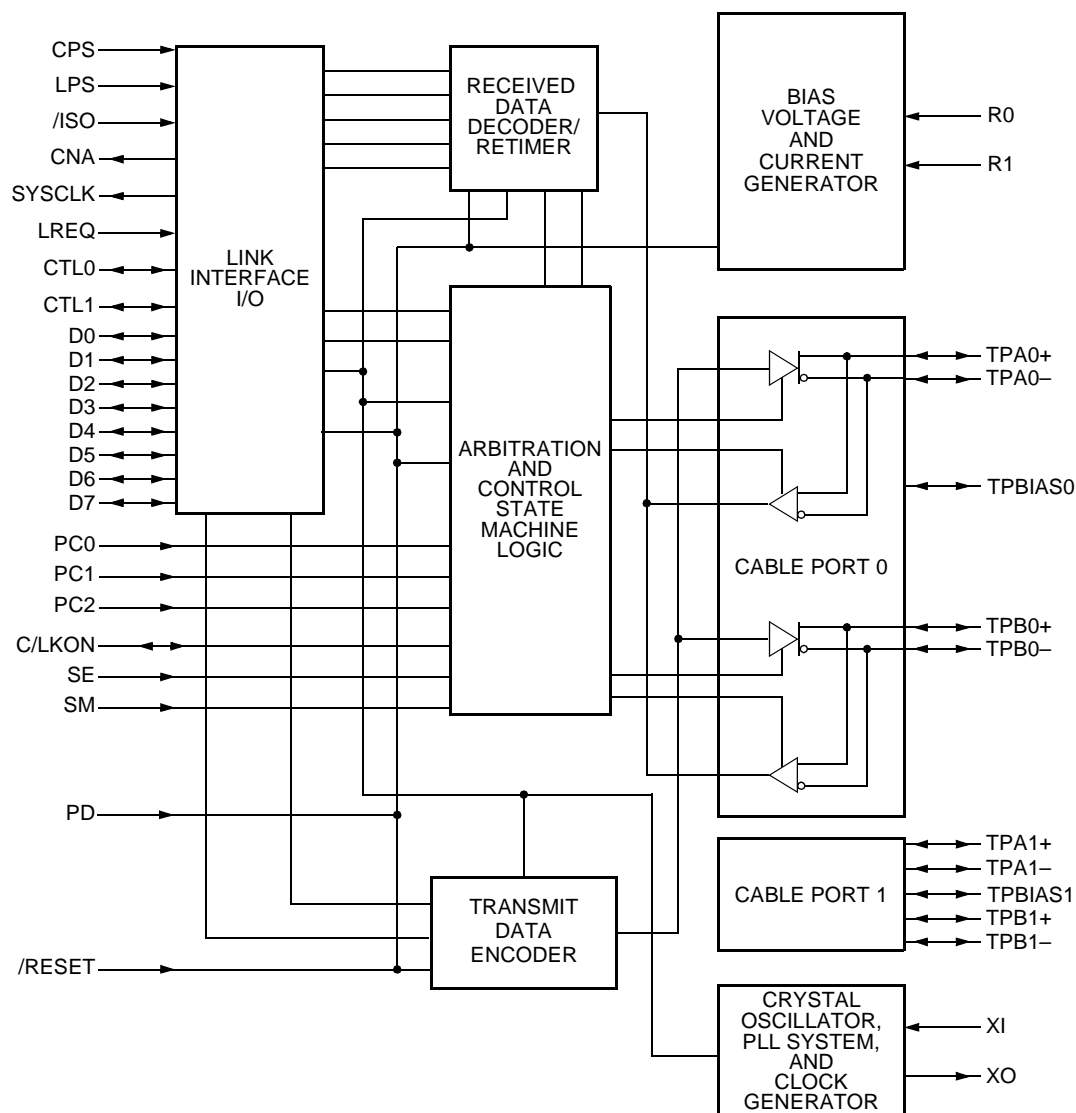 CPS
LPS
/ISO
CNA
SYSCLK
LREQ
CTL0
CTL1
D0
D1
D2
D3
D4
D5
D6
D7
PC0
PC1
PC2
C/LKON
SE
SM
PD
/RESET
LINK
INTERFACE
I/O
RECEIVED
DATA
DECODER/
RETIMER
ARBITRATION
AND
CONTROL
STATE
MACHINE
LOGIC
TRANSMIT
DATA
ENCODER
BIAS
VOLTAGE
AND
CURRENT
GENERATOR
R0
R1
CABLE PORT 0
TPA0+
TPA0–
TPBIAS0
TPB0+
TPB0–
CABLE PORT 1
TPA1+
TPA1–
TPBIAS1
TPB1+
TPB1–
CRYSTAL
OSCILLATOR,
PLL SYSTEM,
AND
CLOCK
GENERATOR
XI
XO